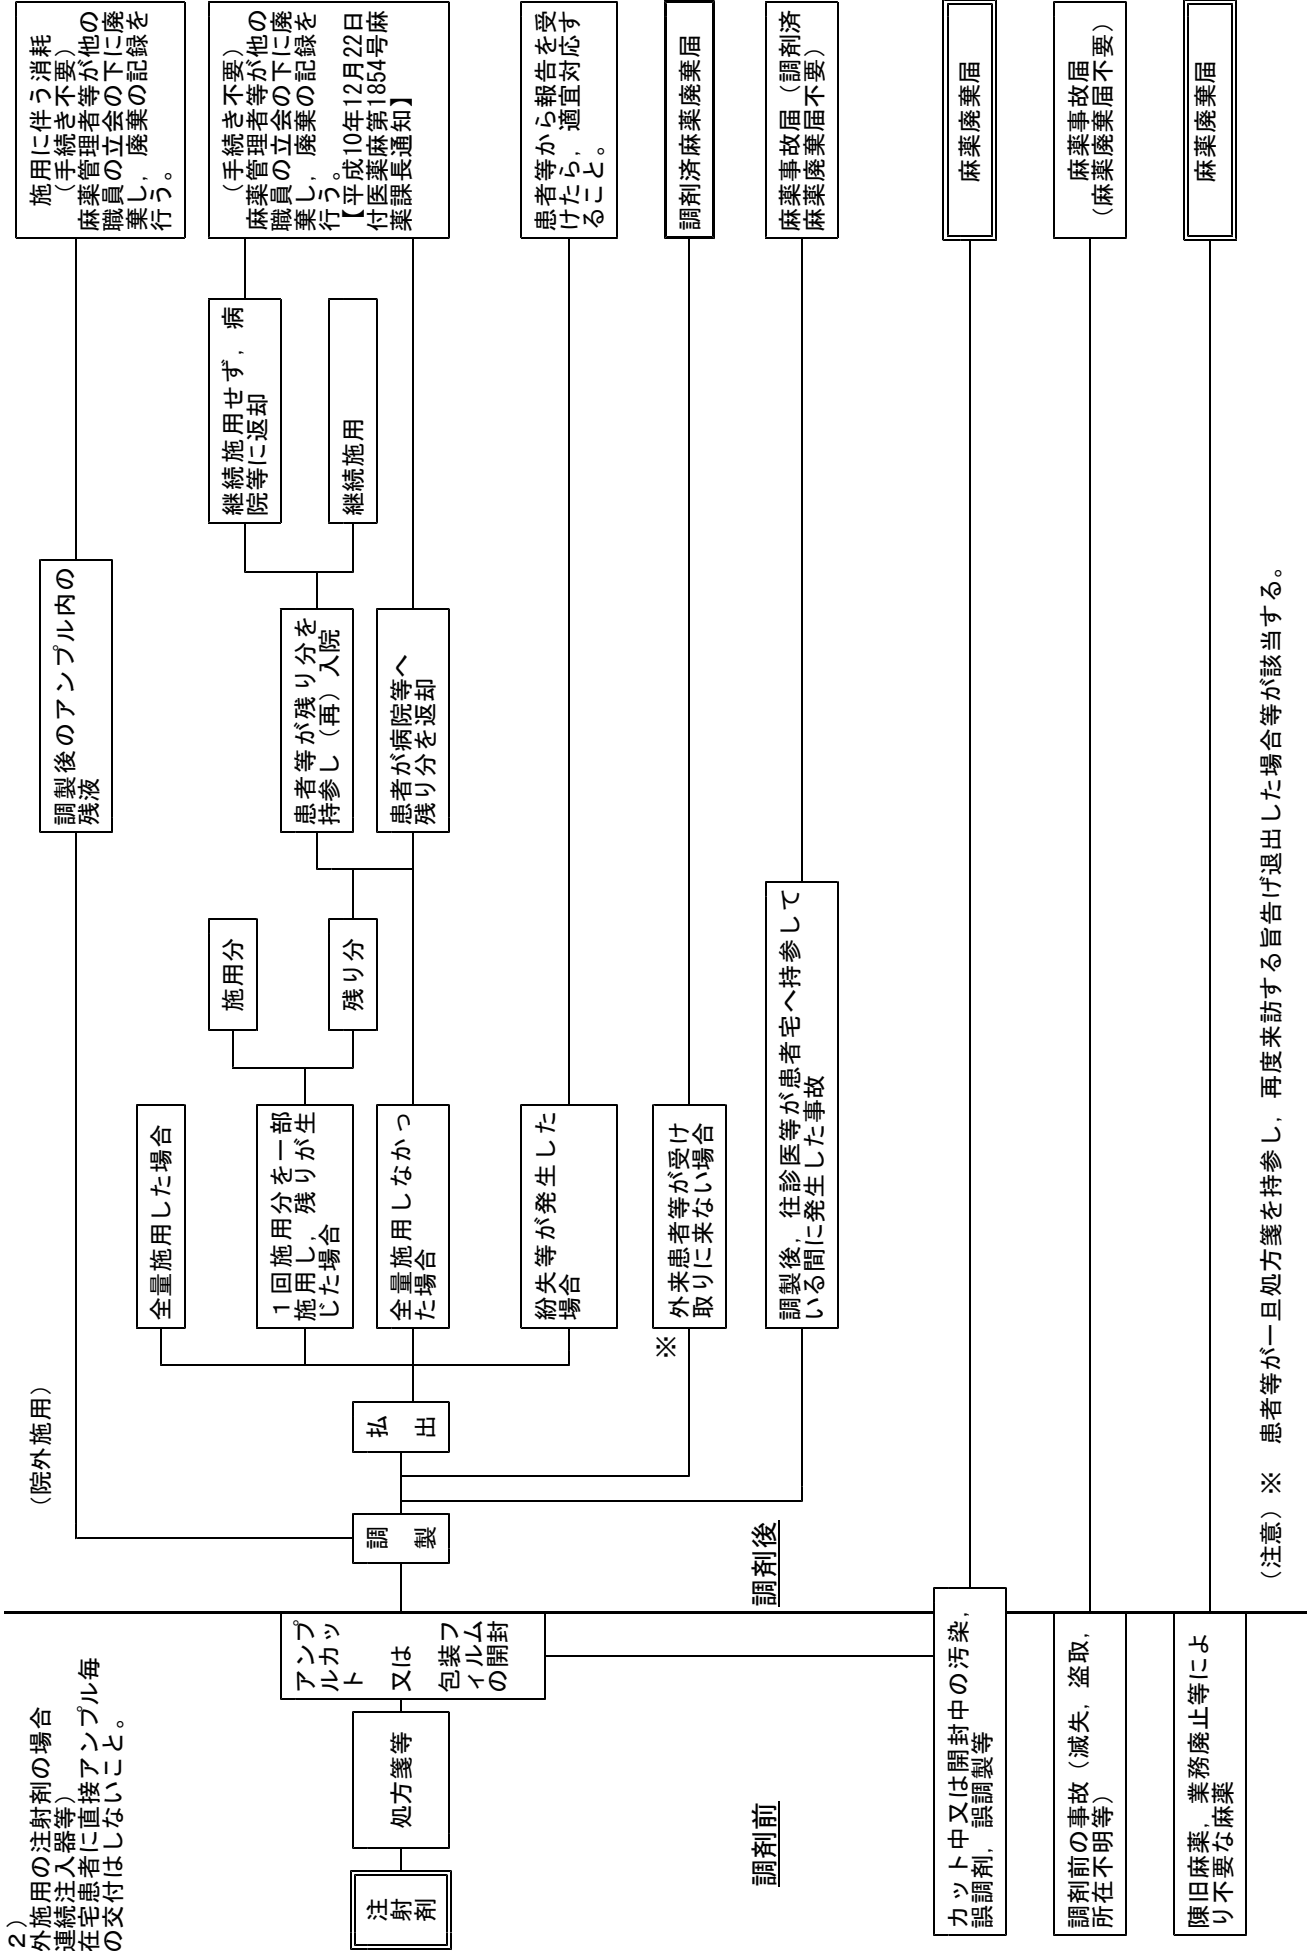 ２）
外施用の注射剤の場合
連続注入器等）
在宅患者に直接アンプル毎
の交付はしないこと。
（院外施用）
注
射
剤
処方箋等
アンプ
ルカッ
ト
又は
包装フ
ィルム
の開封
調剤前
調剤後
調
製
払
出
調製後のアンプル内の
残液
施用に伴う消耗
（手続き不要）
麻薬管理者等が他の
職員の立会の下に廃
棄し，廃棄の記録を
行う。
全量施用した場合
１回施用分を一部
施用し，残りが生
じた場合
施用分
残り分
患者等が残り分を
持参し（再）入院
継続施用せず，病
院等に返却
継続施用
（手続き不要）
麻薬管理者等が他の
職員の立会の下に廃
棄し，廃棄の記録を
行う。
【平成10年12月22日
付医薬麻第1854号麻
薬課長通知】
全量施用しなかっ
た場合
患者が病院等へ
残り分を返却
紛失等が発生した
場合
患者等から報告を受
けたら，適宜対応す
ること。
※
外来患者等が受け
取りに来ない場合
調剤済麻薬廃棄届
調製後，往診医等が患者宅へ持参して
いる間に発生した事故
麻薬事故届（調剤済
麻薬廃棄届不要）
カット中又は開封中の汚染，
誤調剤，誤調製等
麻薬廃棄届
調剤前の事故（滅失，盗取，
所在不明等）
麻薬事故届
（麻薬廃棄届不要）
陳旧麻薬，業務廃止等によ
り不要な麻薬
麻薬廃棄届
（注意）※　患者等が一旦処方箋を持参し，再度来訪する旨告げ退出した場合等が該当する。